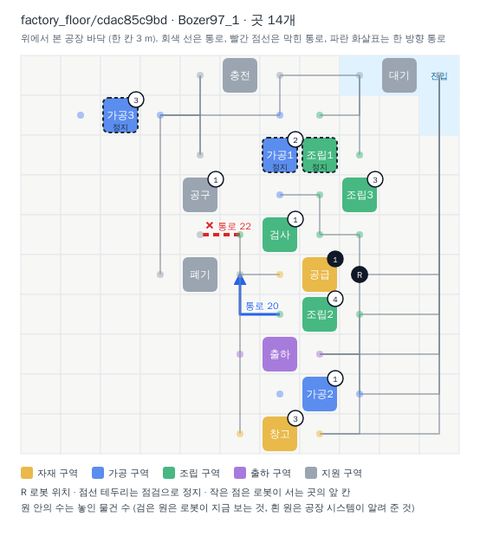 factory_floor/cdac85c9bd · Bozer97_1 · 곳 14개
위에서 본 공장 바닥 (한 칸 3 m). 회색 선은 통로, 빨간 점선은 막힌 통로, 파란 화살표는 한 방향 통로
충전
대기
전립
3
가공3
정지
2
가공1
정지
조립1
정지
공구
1
조립3
3
✖ 통로 22
검사
1
폐기
공급
1
R
조립2
4
통로 20
출하
가공2
1
창고
3
자재 구역
가공 구역
조립 구역
출하 구역
지원 구역
R 로봇 위치 · 점선 테두리는 점검으로 정지 · 작은 점은 로봇이 서는 곳의 앞 칸
원 안의 수는 놓인 물건 수 (검은 원은 로봇이 지금 보는 것, 흰 원은 공장 시스템이 알려 준 것)